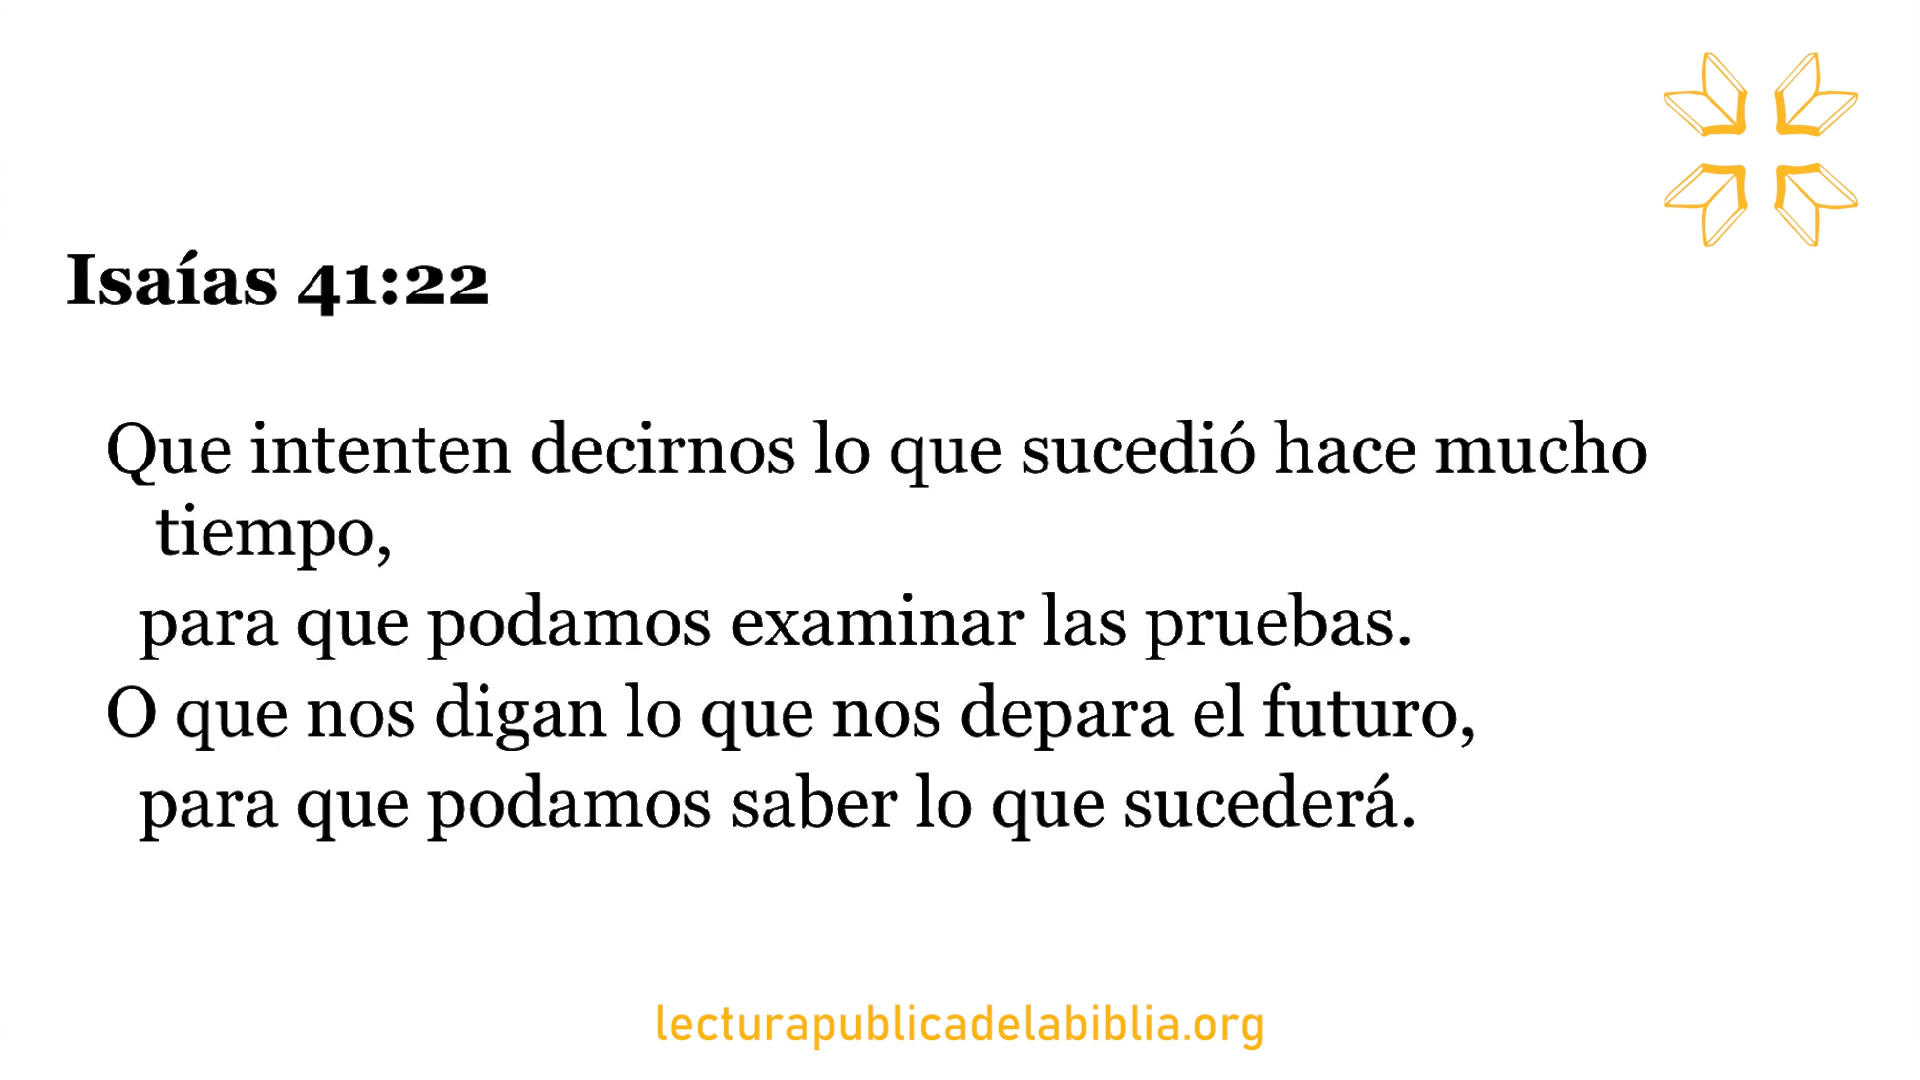 Isaías 41:22
Que intenten decirnos lo que sucedió hace mucho
tiempo,
para que podamos examinar las pruebas.
O que nos digan lo que nos depara el futuro,
para que podamos saber lo que sucederá.
lecturapublicadelabiblia.org